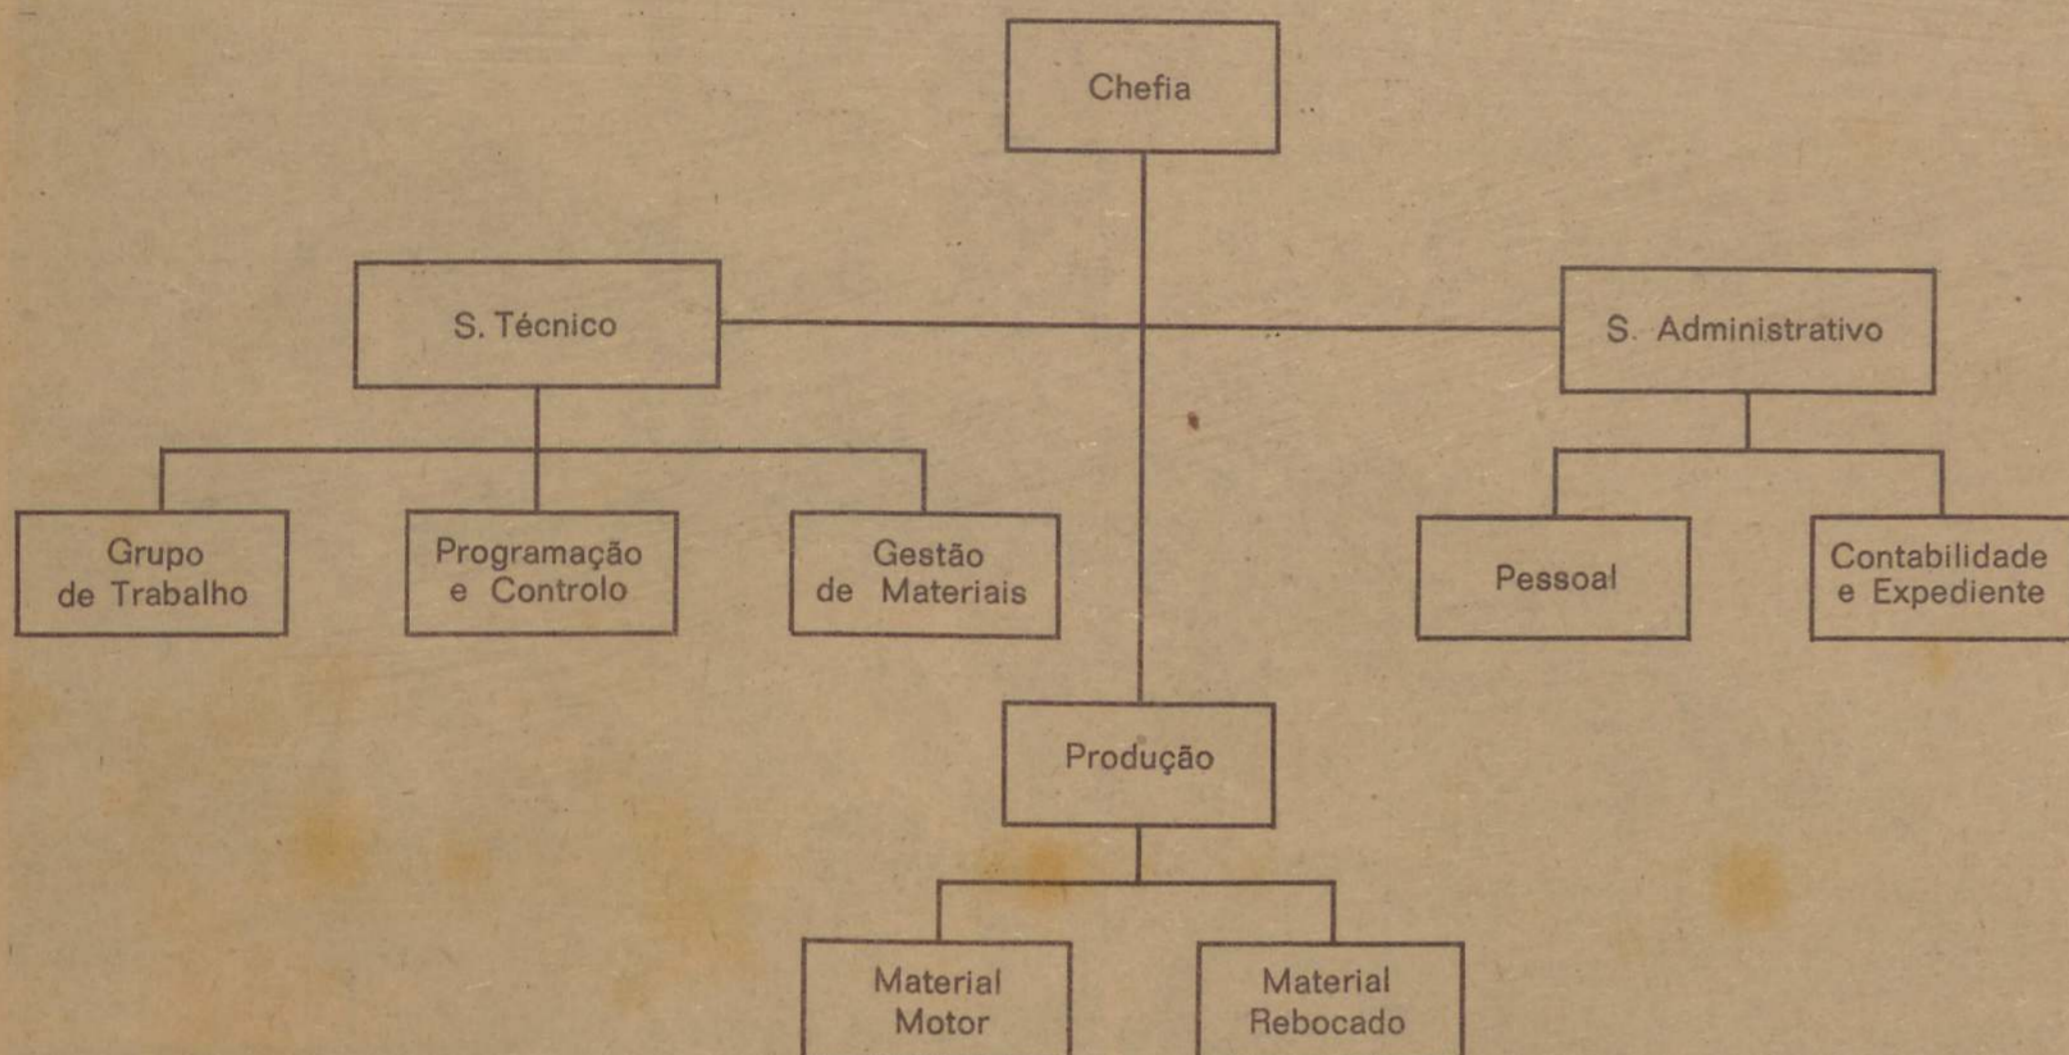 Chefia
S. Técnico
S. Administrativo
Grupo
de Trabalho
Programação
e Controlo
Gestão
de Materiais
Pessoal
Contabilidade
e Expediente
Produção
Material
Motor
Material
Rebocado